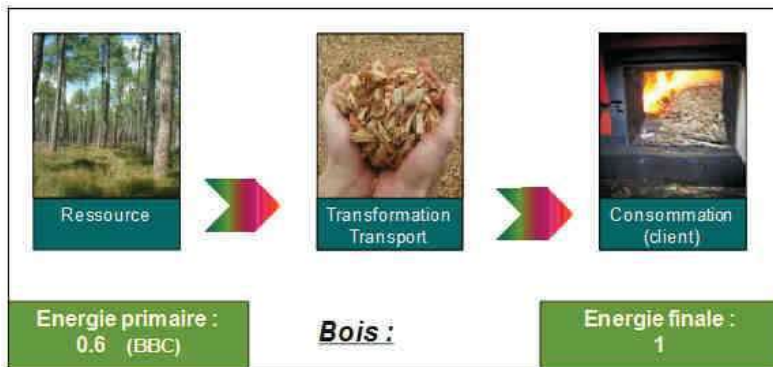 Ressource
Transformation
Transport
Consommation
(client)
Energie primaire :
0.6 (BBC)
Bois :
Energie finale :
1